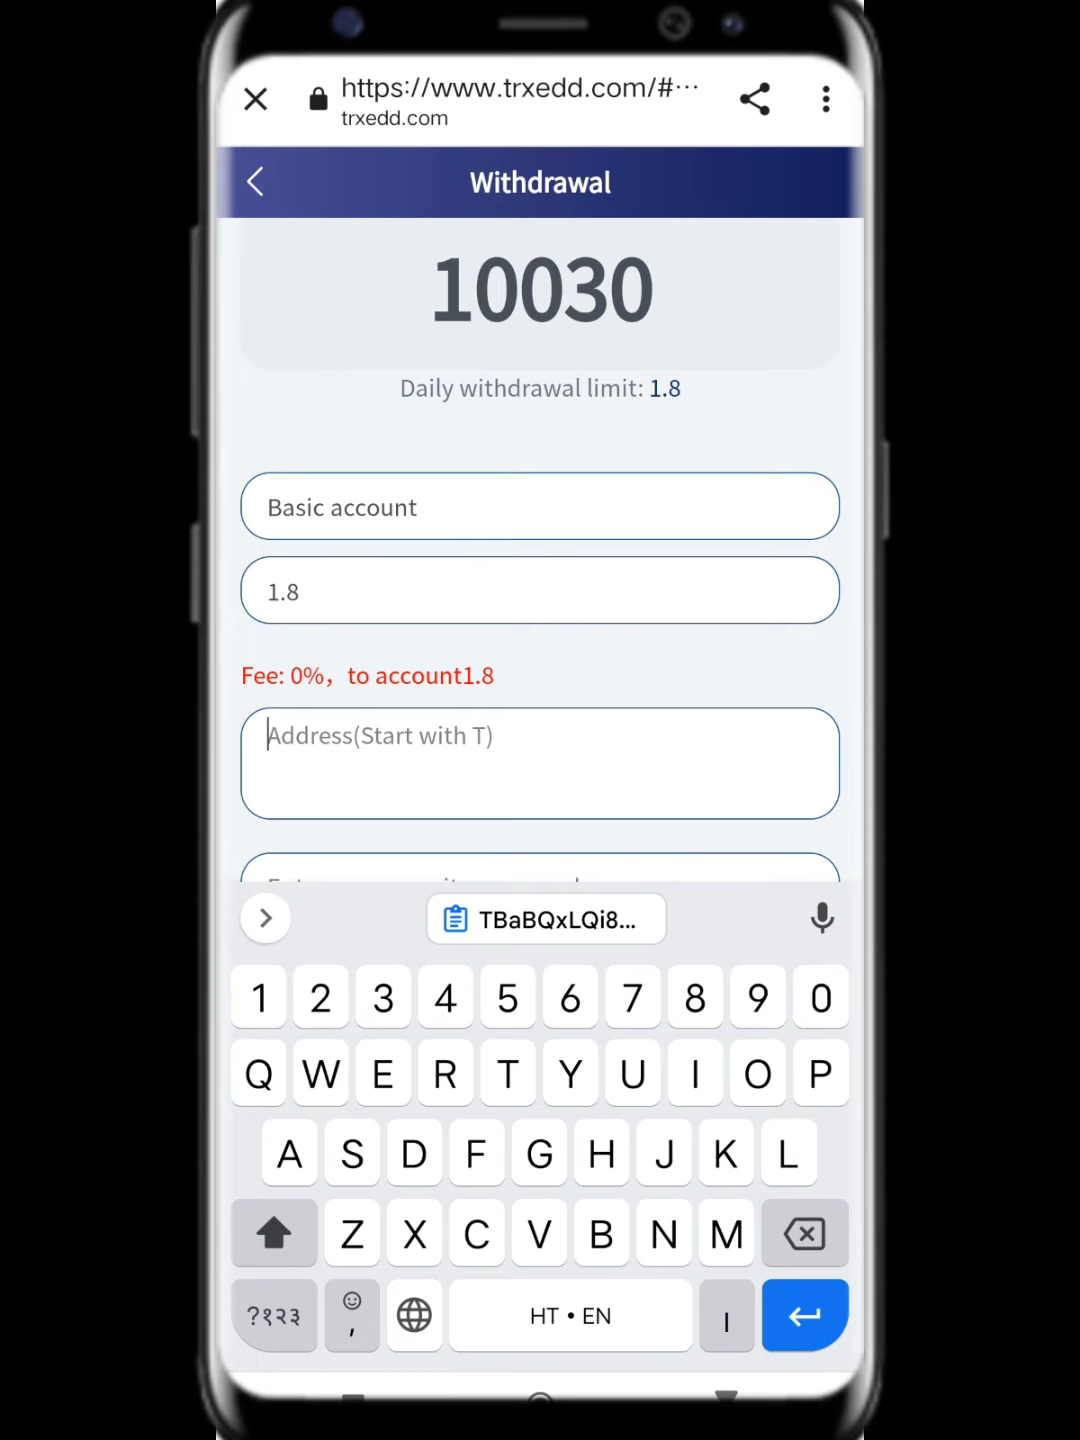 https://www.trxedd.com/#···
trxedd.com
Withdrawal
10030
Daily withdrawal limit: 1.8
Basic account
1.8
Fee: 0%，to account1.8
Address(Start with T)
TBaBQxLQi8...
1 2 3 4 5 6 7 8 9 0
Q W E R T Y U I O P
A S D F G H J K L
Z X C V B N M
?१२३ , HT • EN ।